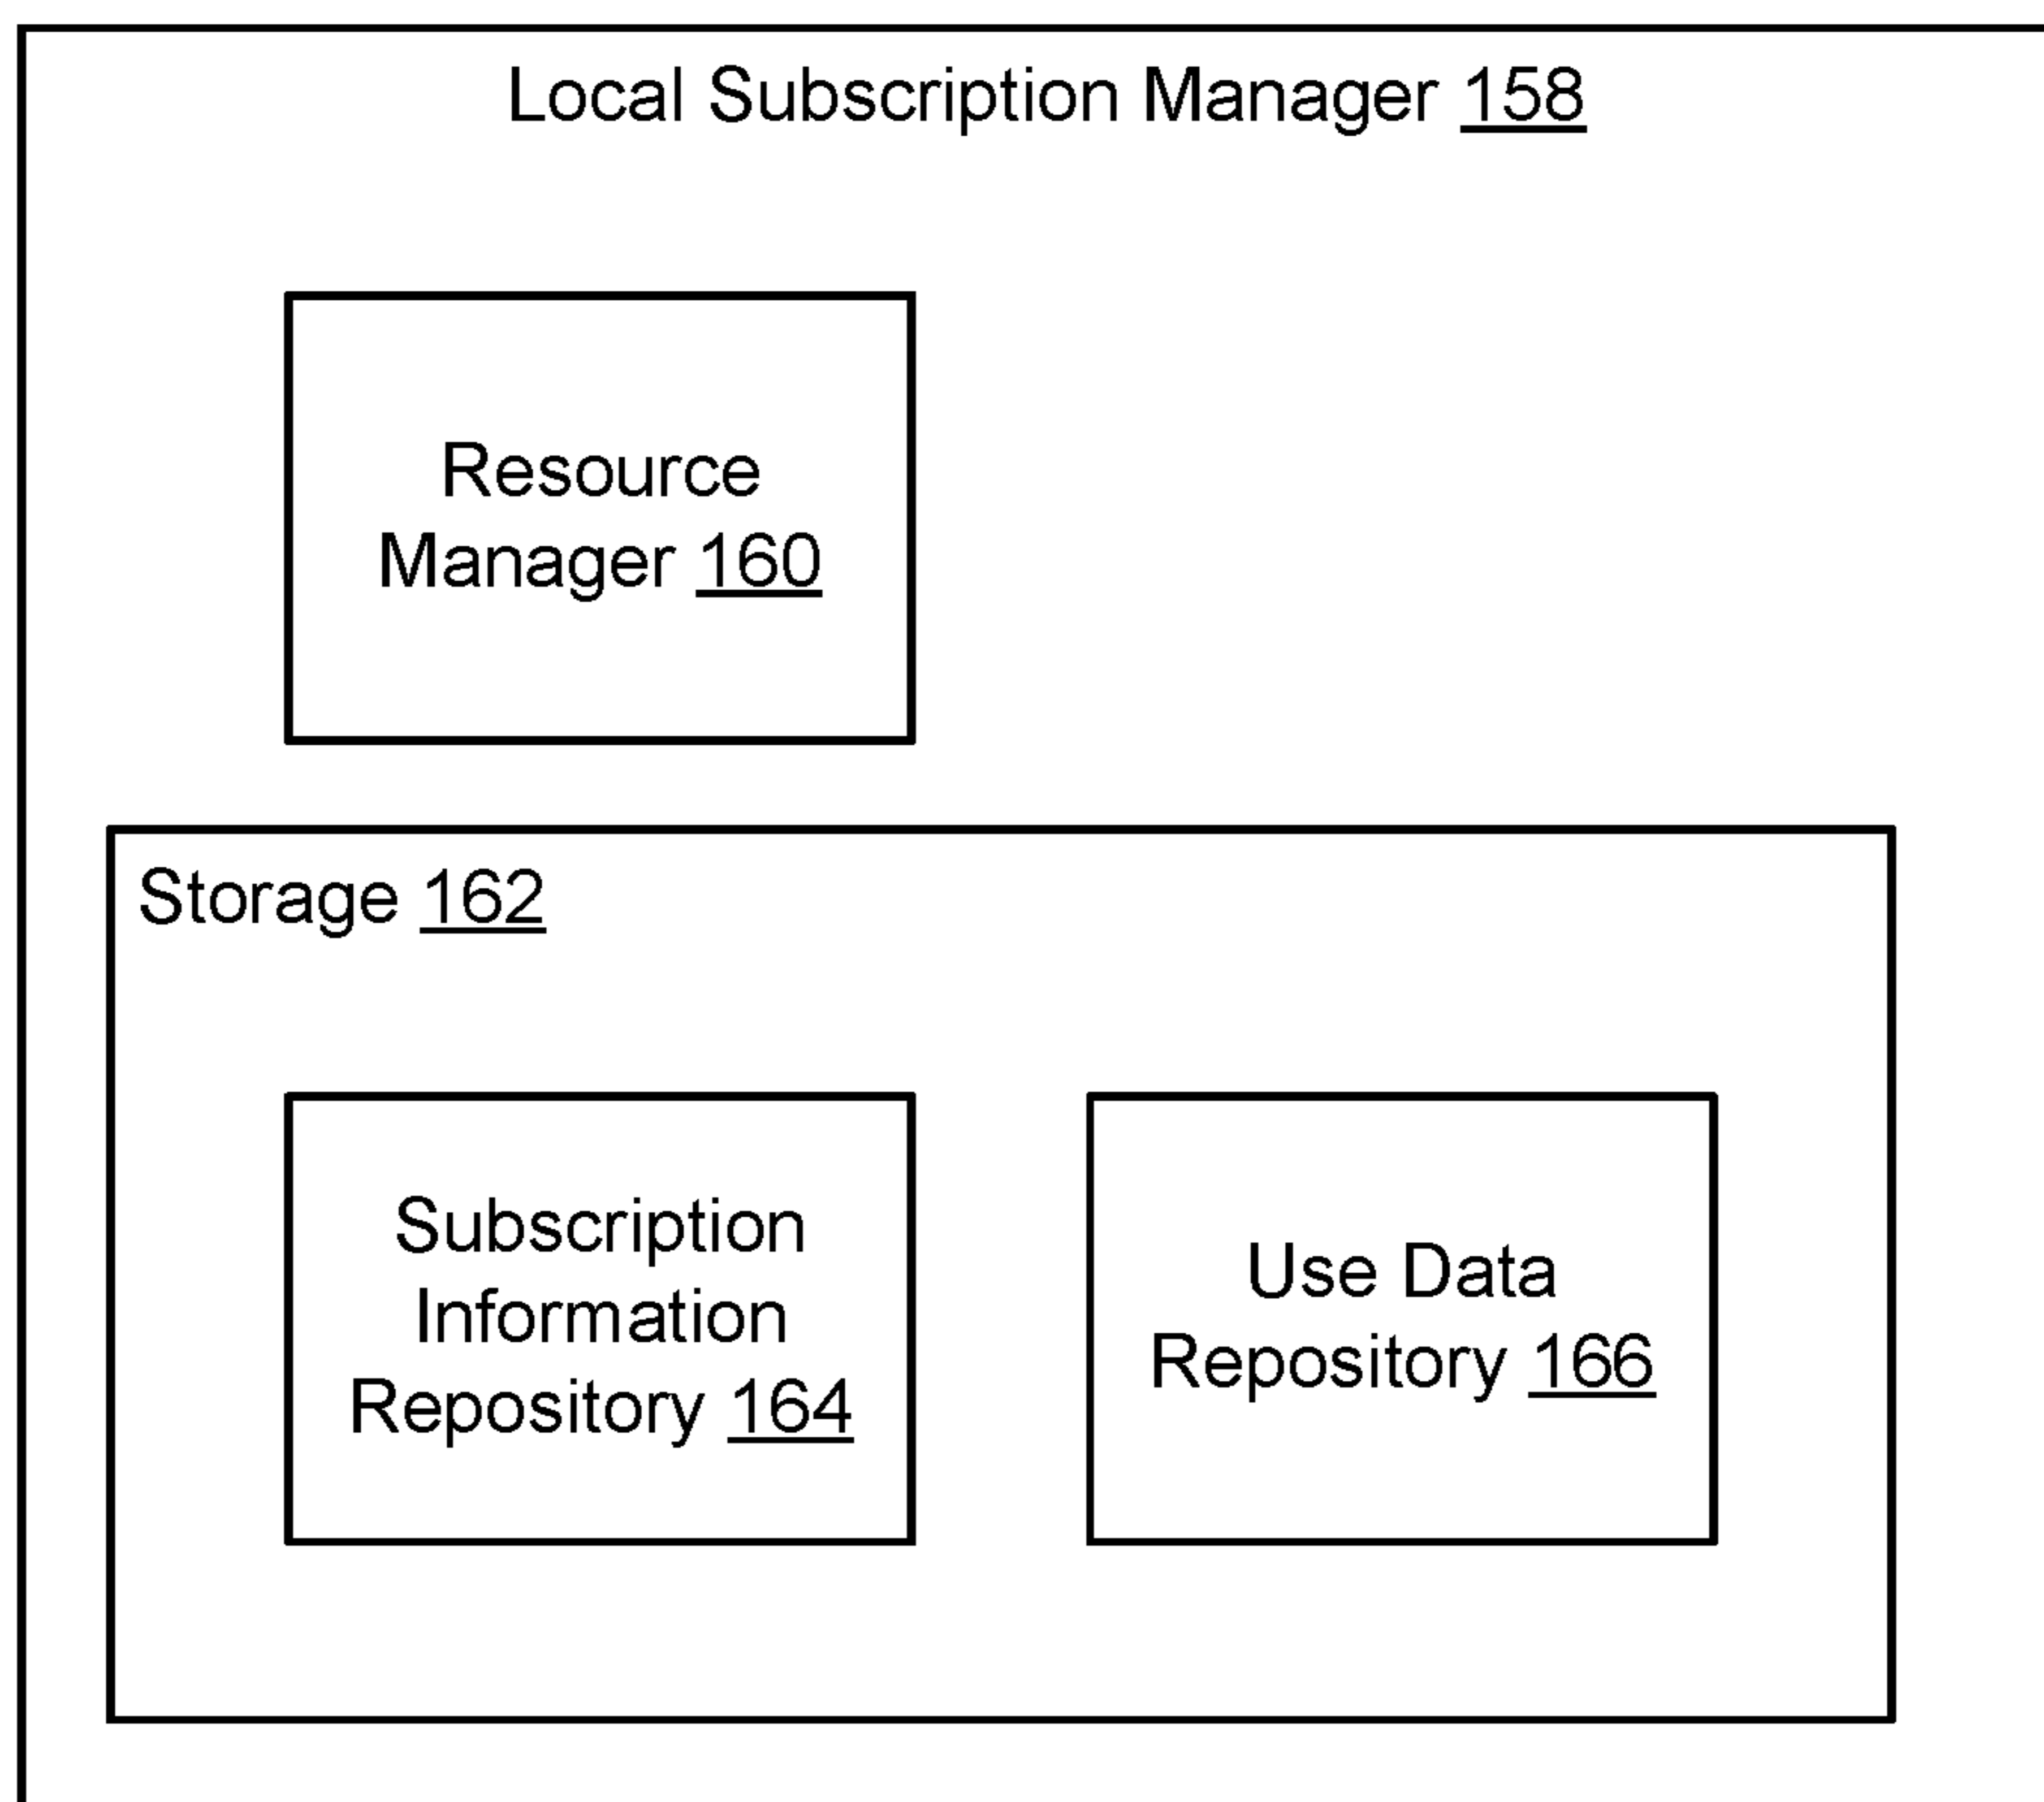 Local Subscription Manager 158
Resource
Manager 160
Storage 162
Subscription
Information
Repository 164
Use Data
Repository 166